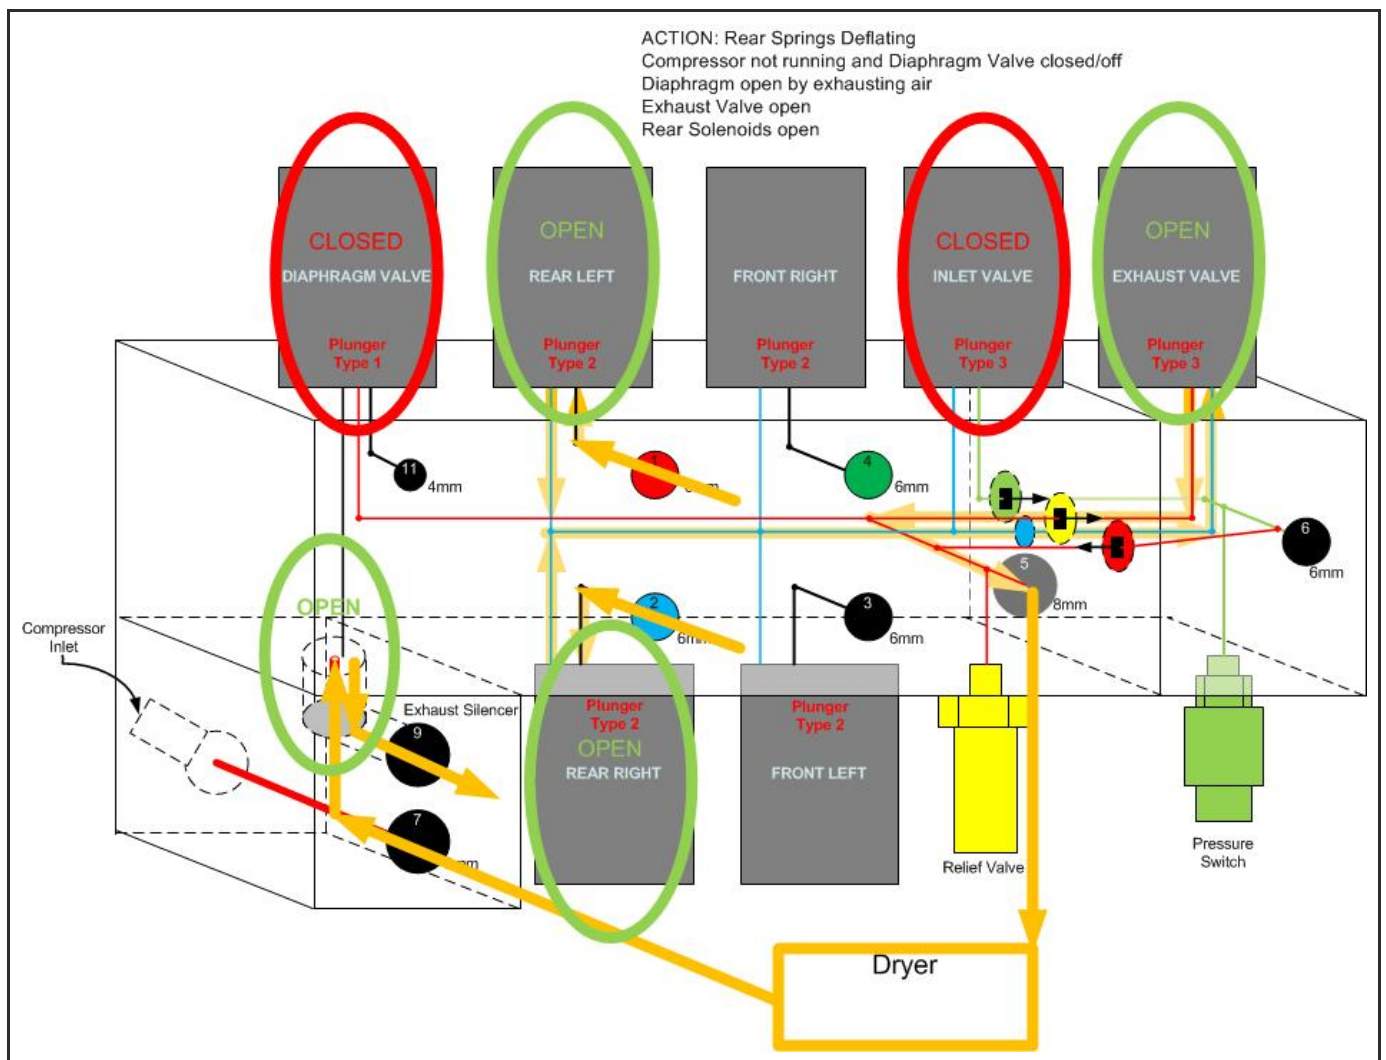 ACTION: Rear Springs Deflating
Compressor not running and Diaphragm Valve closed/off
Diaphragm open by exhausting air
Exhaust Valve open
Rear Solenoids open
CLOSED
DIAPHRAGM VALVE
Plunger
Type 1
OPEN
REAR LEFT
Plunger
Type 2
FRONT RIGHT
Plunger
Type 2
CLOSED
INLET VALVE
Plunger
Type 3
OPEN
EXHAUST VALVE
Plunger
Type 3
11
4mm
1
4
6mm
6
6mm
5
8mm
OPEN
2
6mm
3
6mm
Compressor
Inlet
Exhaust Silencer
9
7
Plunger
Type 2
OPEN
REAR RIGHT
Plunger
Type 2
FRONT LEFT
Relief Valve
Pressure
Switch
Dryer